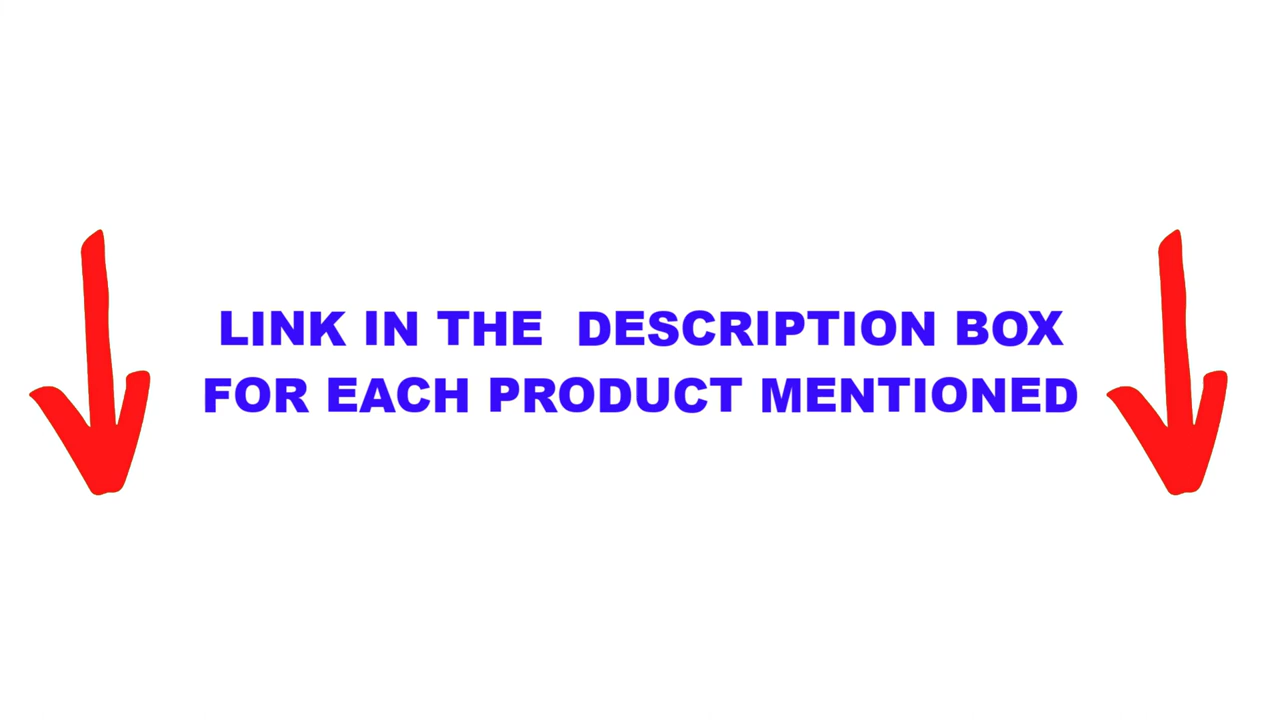 LINK IN THE  DESCRIPTION BOX
FOR EACH PRODUCT MENTIONED